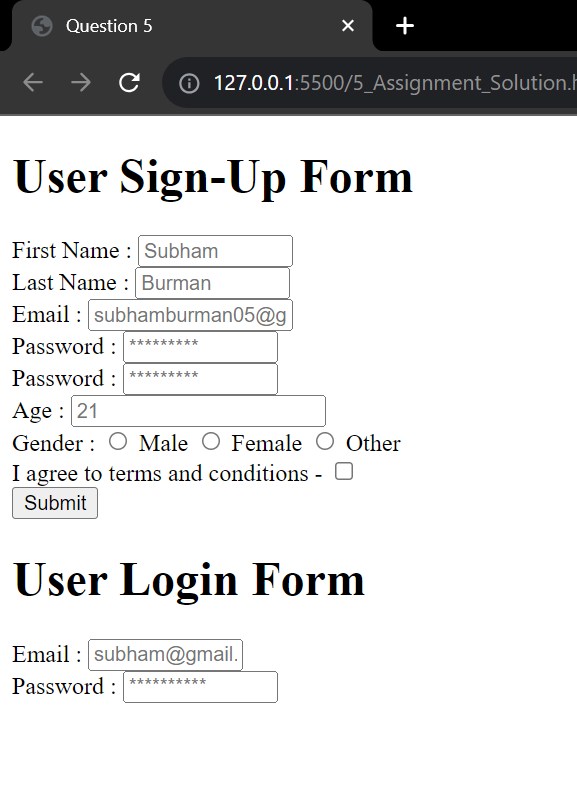 Question 5
127.0.0.1:5500/5_Assignment_Solution.h
User Sign-Up Form
First Name : Subham
Last Name : Burman
Email : subhamburman05@g
Password : *********
Password : *********
Age : 21
Gender : Male Female Other
I agree to terms and conditions -
Submit
User Login Form
Email : subham@gmail.
Password : **********